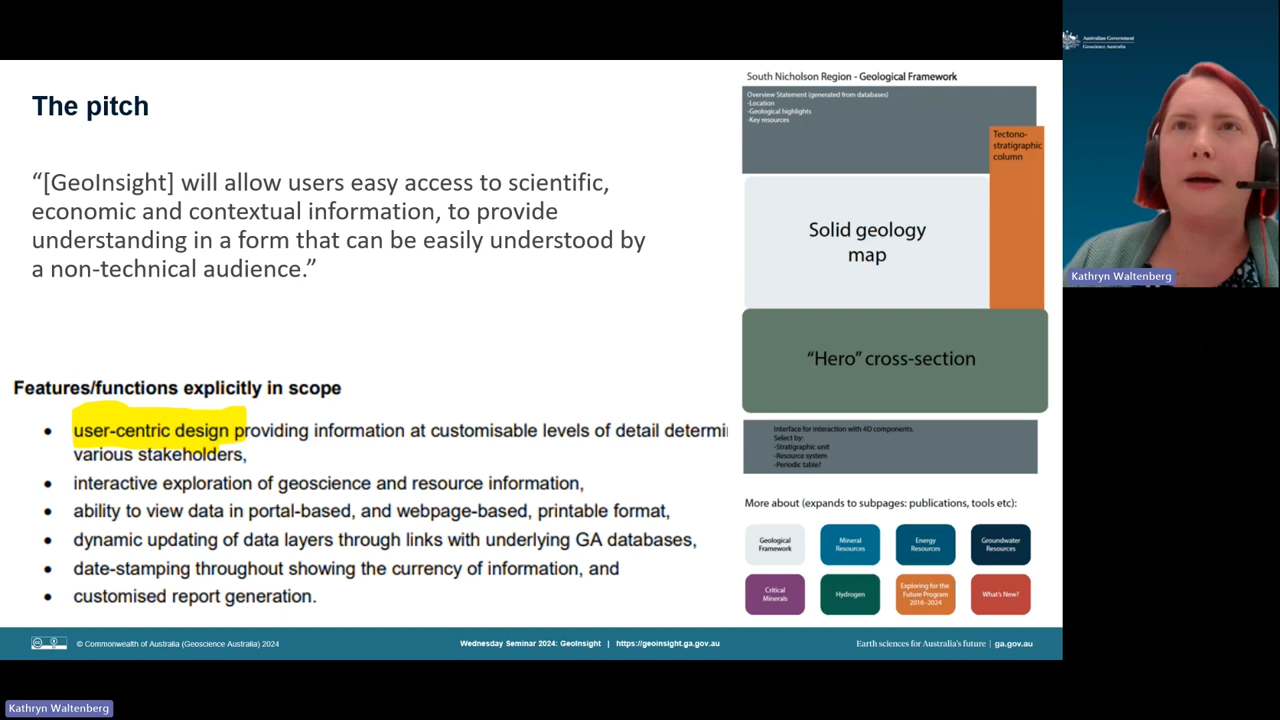 The pitch
“[GeoInsight] will allow users easy access to scientific,
economic and contextual information, to provide
understanding in a form that can be easily understood by
a non-technical audience.”
Features/functions explicitly in scope
• user-centric design providing information at customisable levels of detail determi
various stakeholders,
• interactive exploration of geoscience and resource information,
• ability to view data in portal-based, and webpage-based, printable format,
• dynamic updating of data layers through links with underlying GA databases,
• date-stamping throughout showing the currency of information, and
• customised report generation.
South Nicholson Region - Geological Framework
Overview Statement (generated from databases)
-Location
-Geological highlights
-Key resources
Tectono-
stratigraphic
column
Solid geology
map
“Hero” cross-section
Interface for interaction with 4D components.
Select by:
-Stratigraphic unit
-Resource system
-Periodic table?
More about (expands to subpages: publications, tools etc):
Geological
Framework
Mineral
Resources
Energy
Resources
Groundwater
Resources
Critical
Minerals
Hydrogen
Exploring for the
Future Program
2016–2024
What's New?
© Commonwealth of Australia (Geoscience Australia) 2024
Wednesday Seminar 2024: GeoInsight | https://geoinsight.ga.gov.au
Earth sciences for Australia's future | ga.gov.au
Australian Government
Geoscience Australia
Kathryn Waltenberg
Kathryn Waltenberg